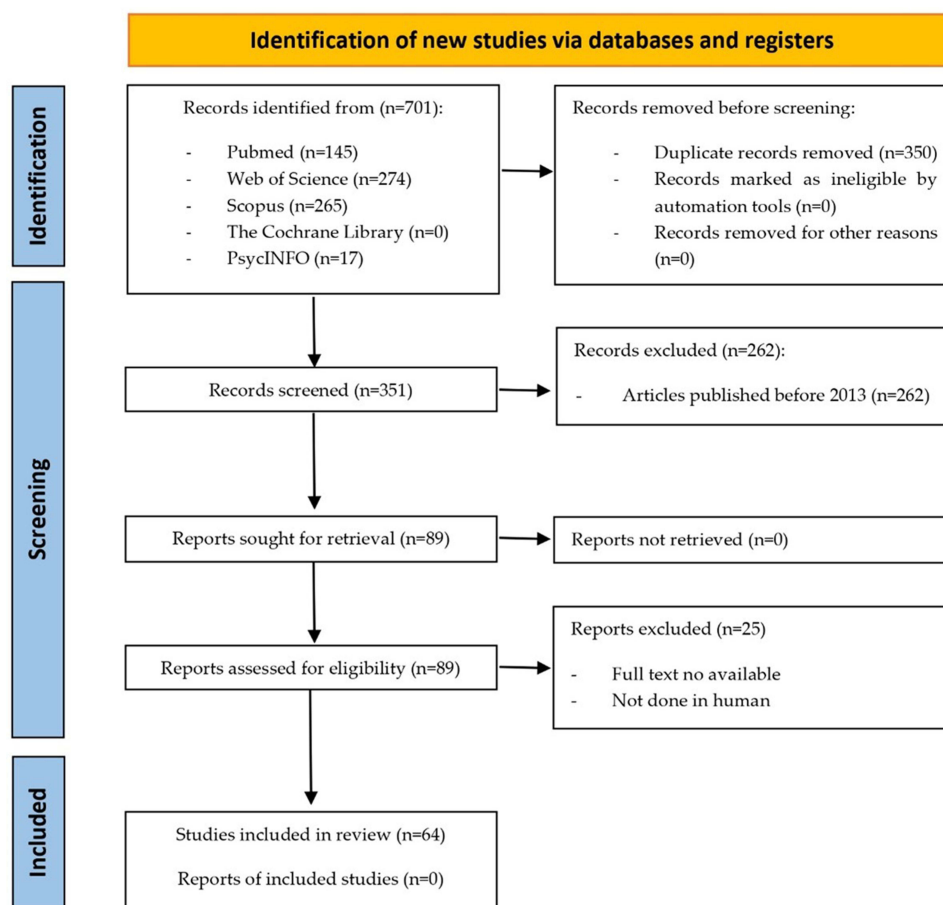 Identification of new studies via databases and registers
Identification
Records identified from (n=701):
- Pubmed (n=145)
- Web of Science (n=274)
- Scopus (n=265)
- The Cochrane Library (n=0)
- PsycINFO (n=17)
Records removed before screening:
- Duplicate records removed (n=350)
- Records marked as ineligible by
automation tools (n=0)
- Records removed for other reasons
(n=0)
Screening
Records screened (n=351)
Records excluded (n=262):
- Articles published before 2013 (n=262)
Reports sought for retrieval (n=89)
Reports not retrieved (n=0)
Reports assessed for eligibility (n=89)
Reports excluded (n=25)
- Full text no available
- Not done in human
Included
Studies included in review (n=64)
Reports of included studies (n=0)